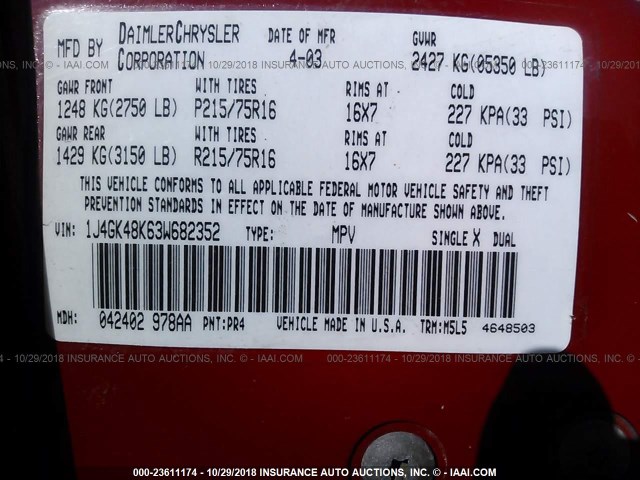 MFD BY DAIMLERCHRYSLER CORPORATION DATE OF MFR 4-03 GVWR 2427 KG(05350 LB)
GAWR FRONT WITH TIRES RIMS AT COLD
1248 KG(2750 LB) P215/75R16 16X7 227 KPA(33 PSI)
GAWR REAR WITH TIRES RIMS AT COLD
1429 KG(3150 LB) R215/75R16 16X7 227 KPA(33 PSI)
THIS VEHICLE CONFORMS TO ALL APPLICABLE FEDERAL MOTOR VEHICLE SAFETY AND THEFT
PREVENTION STANDARDS IN EFFECT ON THE DATE OF MANUFACTURE SHOWN ABOVE.
VIN: 1J4GK48K63W682352 TYPE: MPV SINGLE X DUAL
MDH: 042402 978AA PNT:PR4 VEHICLE MADE IN U.S.A. TRM:M5L5 4648503
000-23611174 - 10/29/2018 INSURANCE AUTO AUCTIONS, INC. - © IAAI.COM